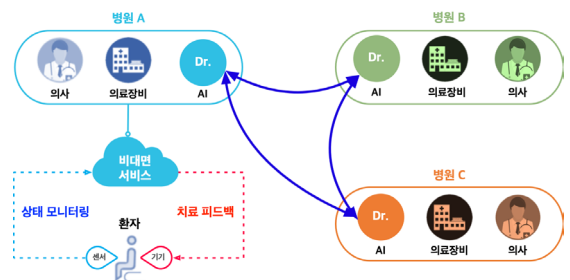 병원 A
Dr.
의사
의료장비
AI
병원 B
Dr.
AI
의료장비
의사
비대면
서비스
상태 모니터링
치료 피드백
환자
센서
기기
병원 C
Dr.
AI
의료장비
의사